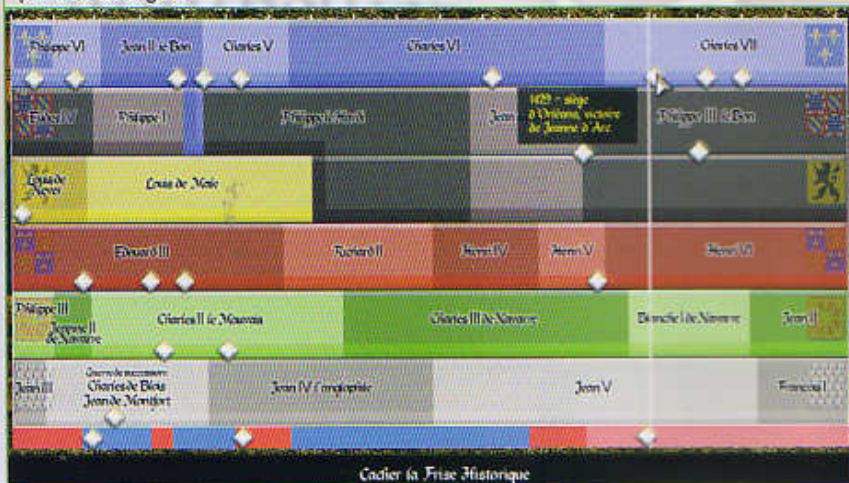 Philippe VI
Jean II le Bon
Charles V
Charles VI
Charles VII
Eudes IV
Philippe I
Philippe le Hardi
Jean
1429 - siège
d'Orléans, victoire
de Jeanne d'Arc
Philippe III le Bon
Louis de
Nevers
Louis de Male
Edouard III
Richard II
Henri IV
Henri V
Henri VI
Philippe III
Jeanne II
de Navarre
Charles II le Mauvais
Charles III de Navarre
Blanche I de Navarre
Jean II
Jean III
Guerre de succession
Charles de Blois
Jean de Montfort
Jean IV l'anglophile
Jean V
Francois I
Cacher la Frise Historique